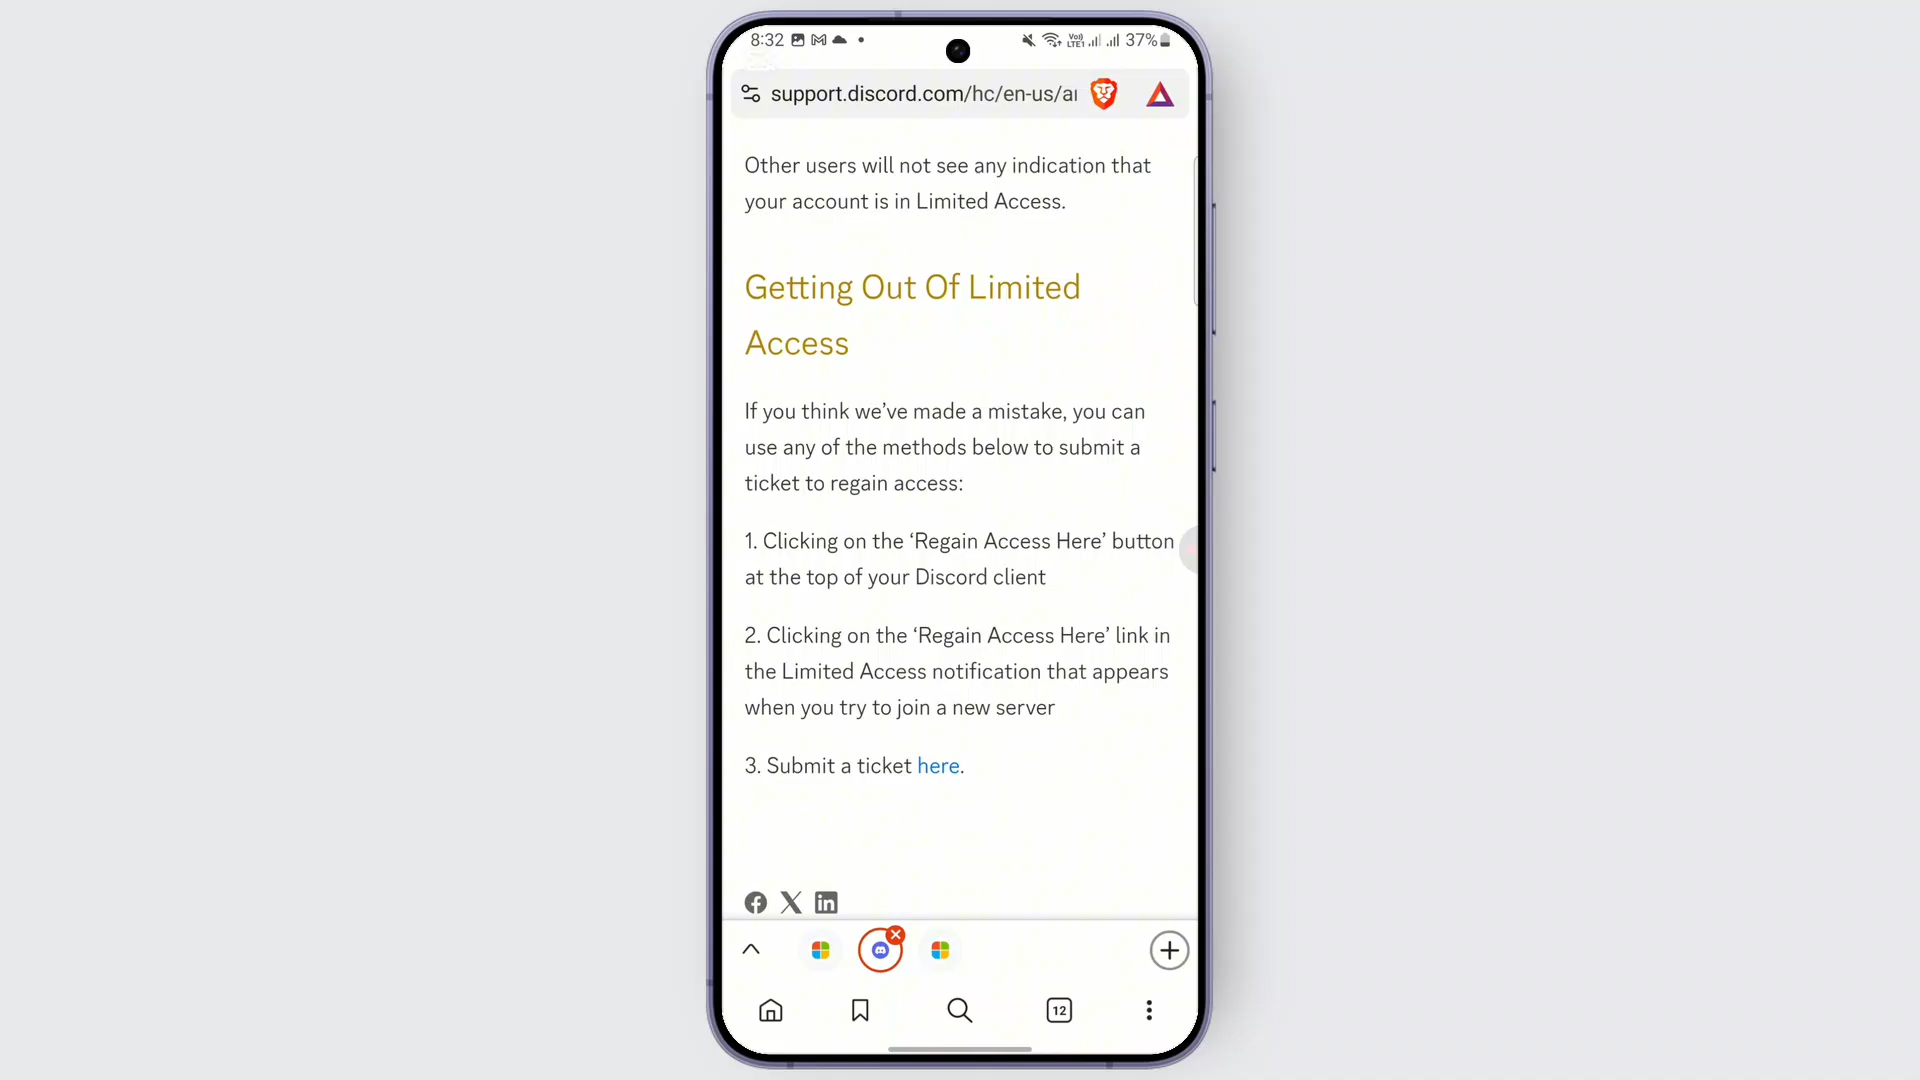 8:32
37%
support.discord.com/hc/en-us/ar
Other users will not see any indication that
your account is in Limited Access.
Getting Out Of Limited
Access
If you think we've made a mistake, you can
use any of the methods below to submit a
ticket to regain access:
1. Clicking on the ‘Regain Access Here’ button
at the top of your Discord client
2. Clicking on the ‘Regain Access Here’ link in
the Limited Access notification that appears
when you try to join a new server
3. Submit a ticket here.
12